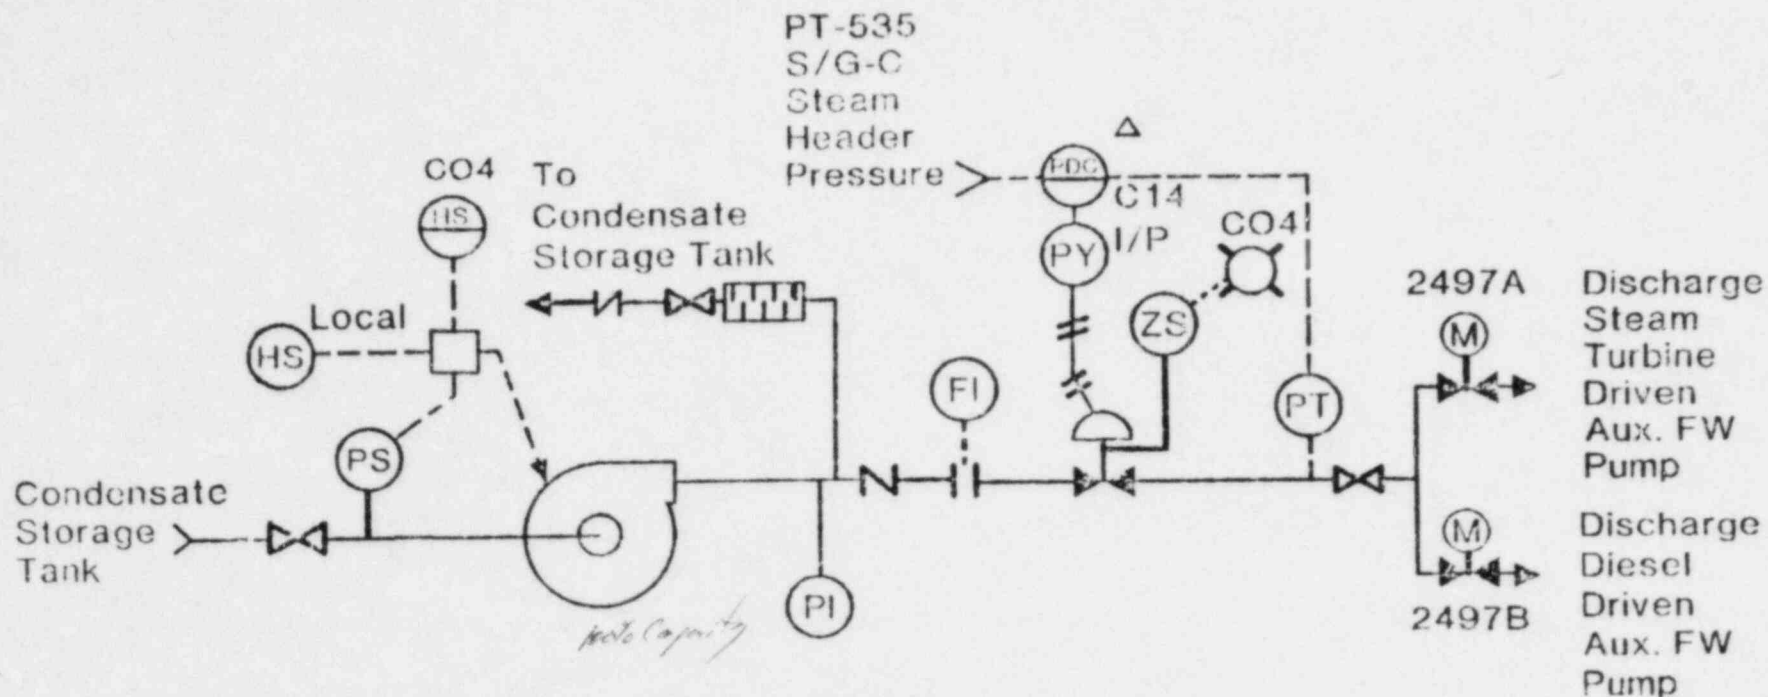 PT-535
S/G-C
Steam
Header
Pressure
PDC
Δ
C14
CO4
HS
To
Condensate
Storage Tank
PY
I/P
CO4
ZS
Local
HS
2497A
M
Discharge
Steam
Turbine
Driven
Aux. FW
Pump
FI
PT
PS
Condensate
Storage
Tank
PI
M
2497B
Discharge
Diesel
Driven
Aux. FW
Pump